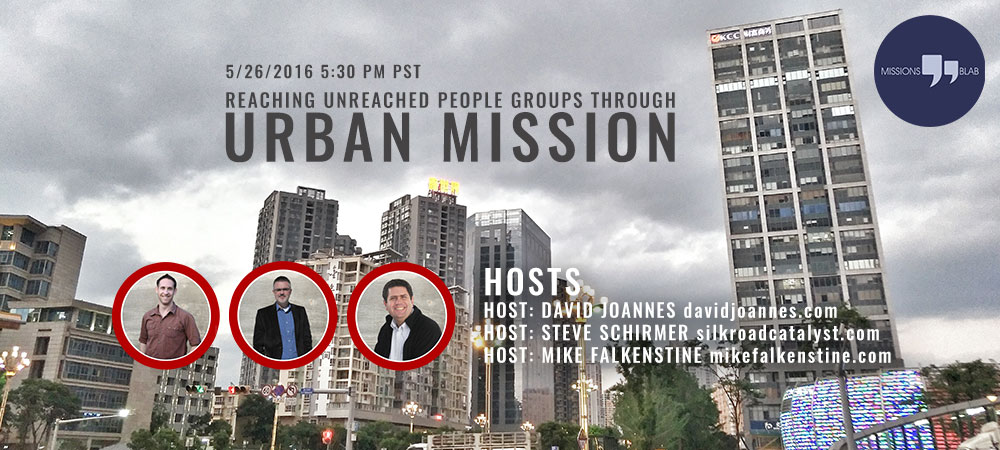 5/26/2016 5:30 PM PST
REACHING UNREACHED PEOPLE GROUPS THROUGH
URBAN MISSION
MISSIONS BLAB
KCC
HOSTS
HOST: DAVID JOANNES davidjoannes.com
HOST: STEVE SCHIRMER silkroadcatalyst.com
HOST: MIKE FALKENSTINE mikefalkenstine.com